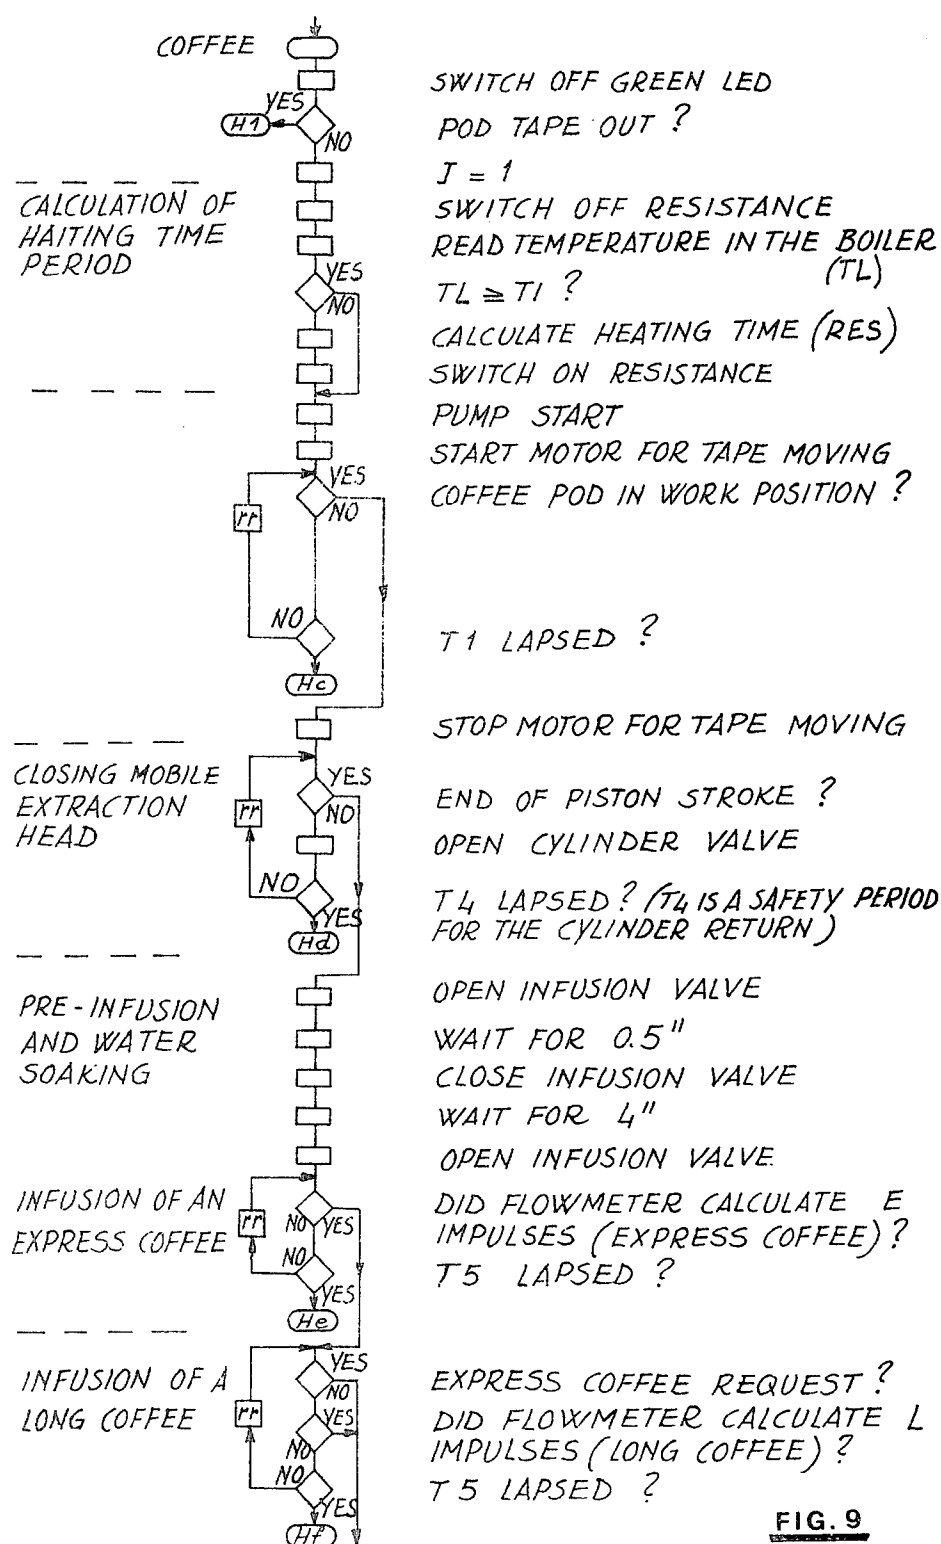 COFFEE
SWITCH OFF GREEN LED
YES
H1
POD TAPE OUT ?
NO
J = 1
CALCULATION OF
HAITING TIME
PERIOD
SWITCH OFF RESISTANCE
READ TEMPERATURE IN THE BOILER
(TL)
YES
TL ≧ TI ?
NO
CALCULATE HEATING TIME (RES)
SWITCH ON RESISTANCE
PUMP START
START MOTOR FOR TAPE MOVING
YES
COFFEE POD IN WORK POSITION ?
NO
rr
NO
T1 LAPSED ?
Hc
STOP MOTOR FOR TAPE MOVING
CLOSING MOBILE
EXTRACTION
HEAD
YES
END OF PISTON STROKE ?
NO
rr
OPEN CYLINDER VALVE
NO
T4 LAPSED ? (T4 IS A SAFETY PERIOD
FOR THE CYLINDER RETURN)
YES
Hd
PRE-INFUSION
AND WATER
SOAKING
OPEN INFUSION VALVE
WAIT FOR 0.5"
CLOSE INFUSION VALVE
WAIT FOR 4"
OPEN INFUSION VALVE
INFUSION OF AN
EXPRESS COFFEE
DID FLOWMETER CALCULATE E
IMPULSES (EXPRESS COFFEE) ?
NO YES
rr
NO
T5 LAPSED ?
YES
He
INFUSION OF A
LONG COFFEE
YES
EXPRESS COFFEE REQUEST ?
NO
rr
YES
DID FLOWMETER CALCULATE L
IMPULSES (LONG COFFEE) ?
NO
NO
T5 LAPSED ?
YES
Hf
FIG. 9